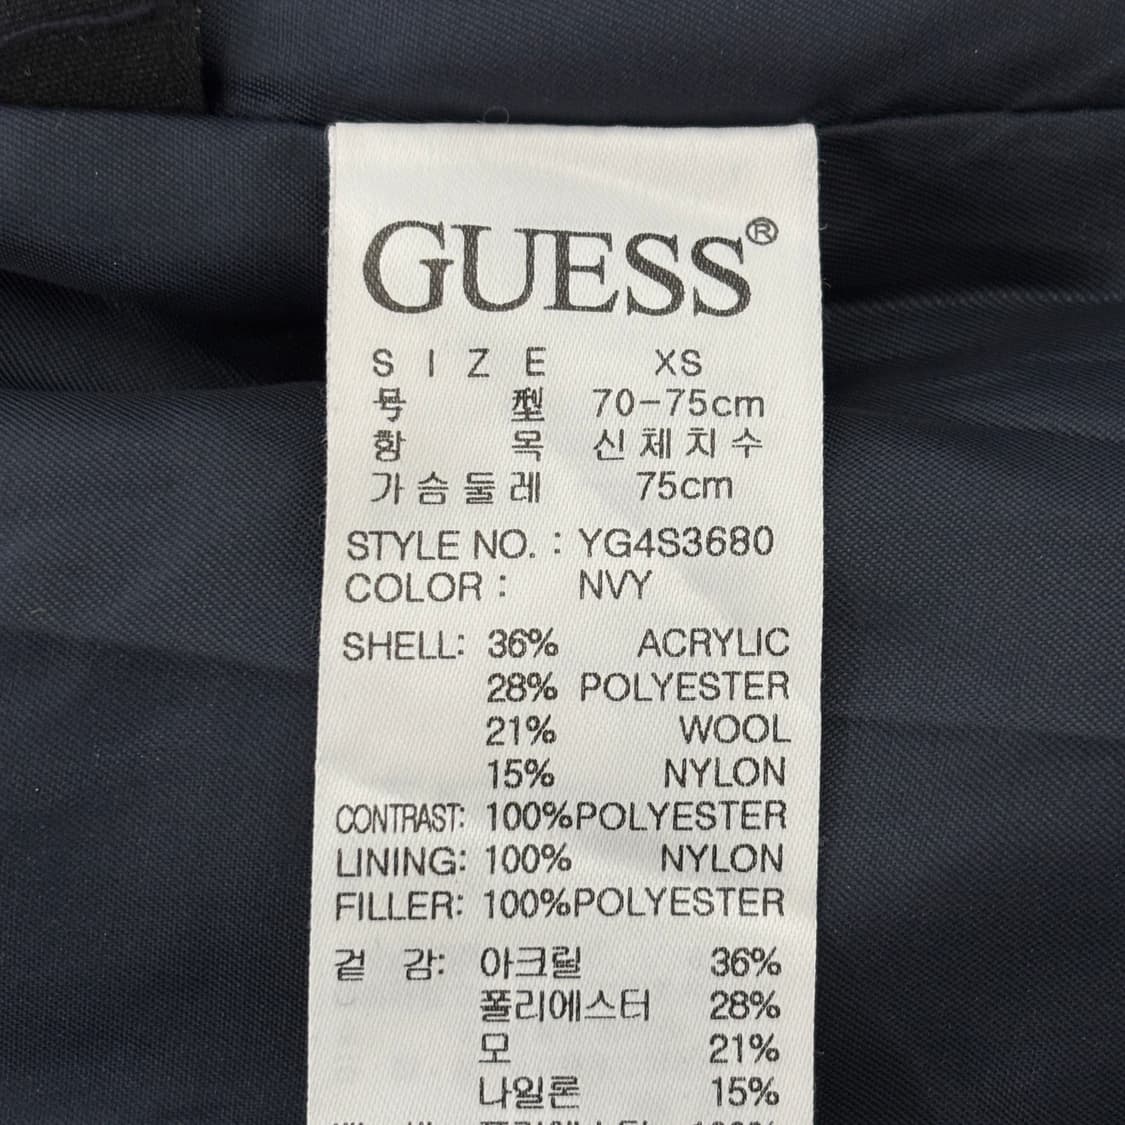 GUESS®
SIZE XS
号 型 70-75cm
항 목 신체치수
가슴둘레 75cm
STYLE NO. : YG4S3680
COLOR : NVY
SHELL: 36% ACRYLIC
28% POLYESTER
21% WOOL
15% NYLON
CONTRAST: 100%POLYESTER
LINING: 100% NYLON
FILLER: 100%POLYESTER
겉 감: 아크릴 36%
폴리에스터 28%
모 21%
나일론 15%